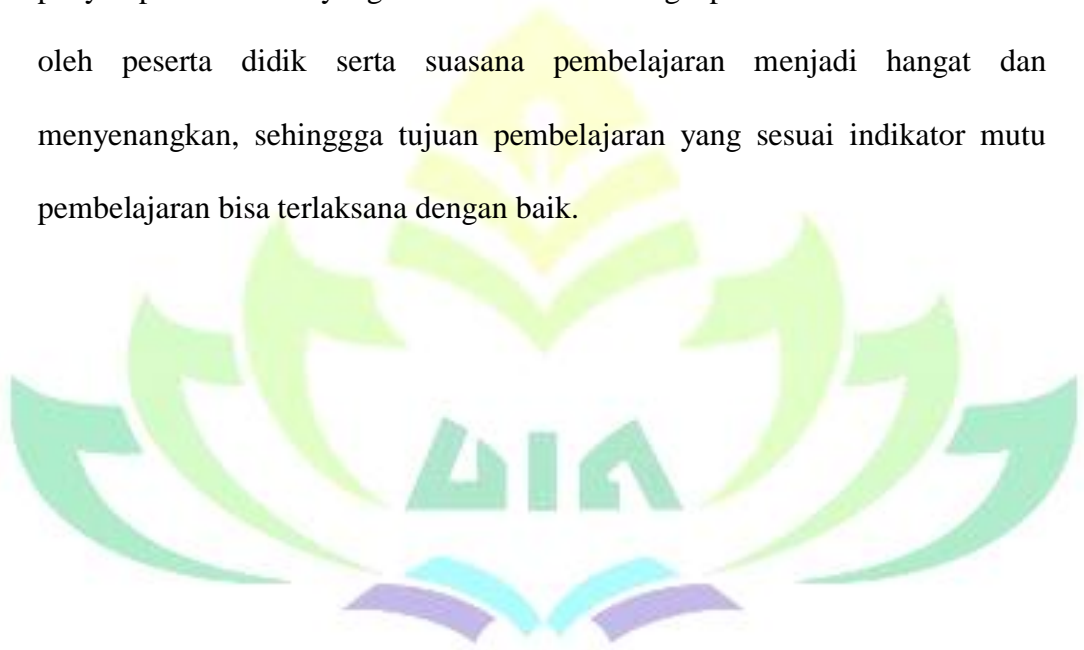 oleh peserta didik serta suasana pembelajaran menjadi hangat dan
menyenangkan, sehinggga tujuan pembelajaran yang sesuai indikator mutu
pembelajaran bisa terlaksana dengan baik.
UIN